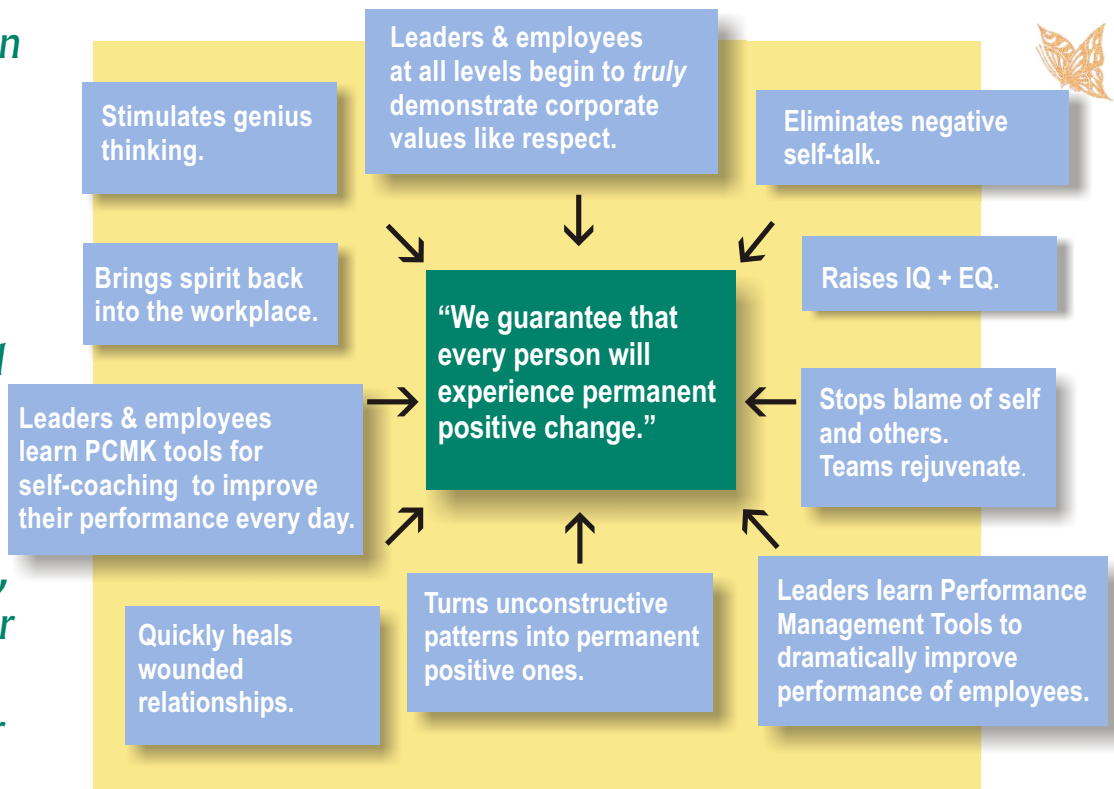 Leaders & employees
at all levels begin to truly
demonstrate corporate
values like respect.
Stimulates genius
thinking.
Eliminates negative
self-talk.
Brings spirit back
into the workplace.
Raises IQ + EQ.
“We guarantee that
every person will
experience permanent
positive change.”
Leaders & employees
learn PCMK tools for
self-coaching to improve
their performance every day.
Stops blame of self
and others.
Teams rejuvenate.
Quickly heals
wounded
relationships.
Turns unconstructive
patterns into permanent
positive ones.
Leaders learn Performance
Management Tools to
dramatically improve
performance of employees.